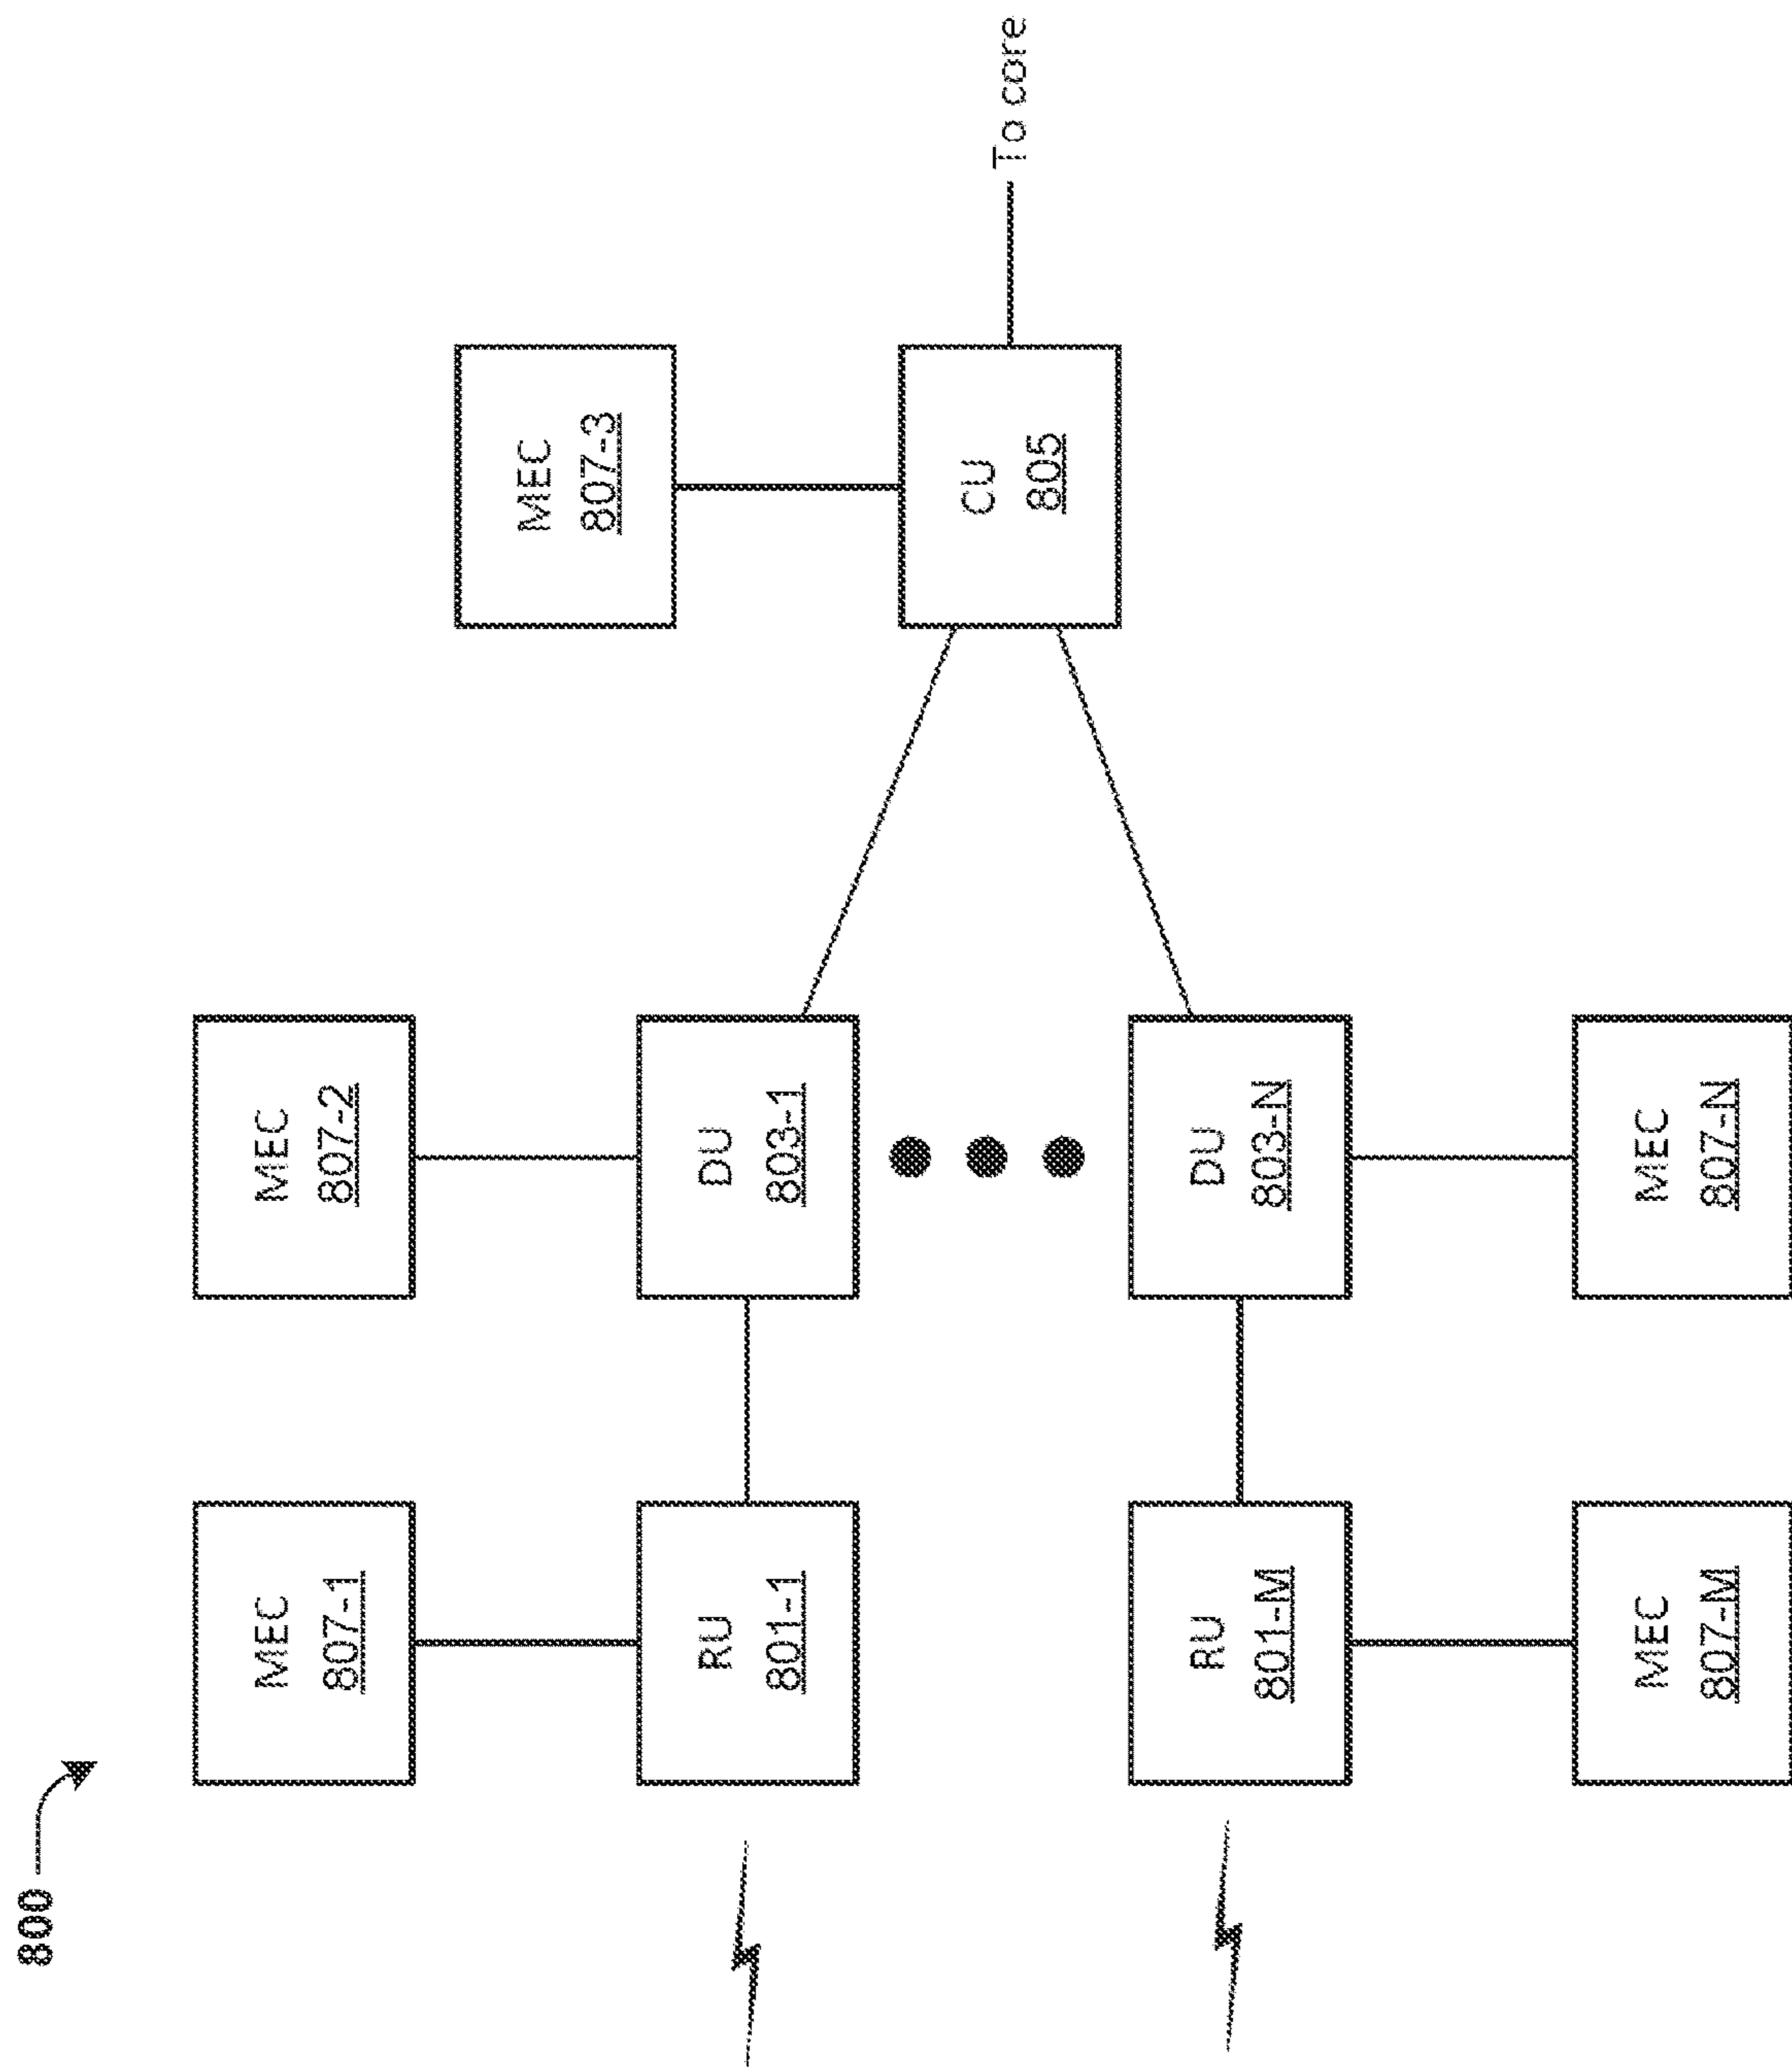 800
MEC
807-1
MEC
807-2
MEC
807-3
RU
801-1
DU
803-1
CU
805
To core
RU
801-M
DU
803-N
MEC
807-M
MEC
807-N